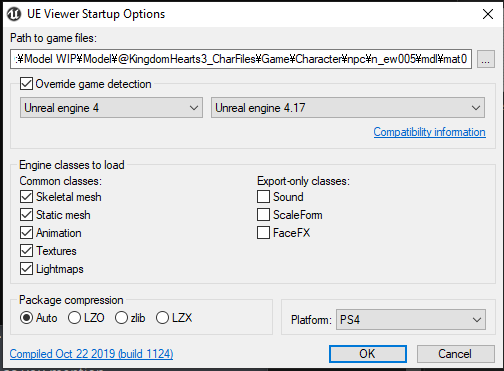 UE Viewer Startup Options
Path to game files:
:¥Model WIP¥Model¥@KingdomHearts3_CharFiles¥Game¥Character¥npc¥n_ew005¥mdl¥mat0
...
Override game detection
Unreal engine 4
Unreal engine 4.17
Compatibility information
Engine classes to load
Common classes:
Export-only classes:
Skeletal mesh
Sound
Static mesh
ScaleForm
Animation
FaceFX
Textures
Lightmaps
Package compression
Auto LZO zlib LZX
Platform: PS4
Compiled Oct 22 2019 (build 1124)
OK
Cancel